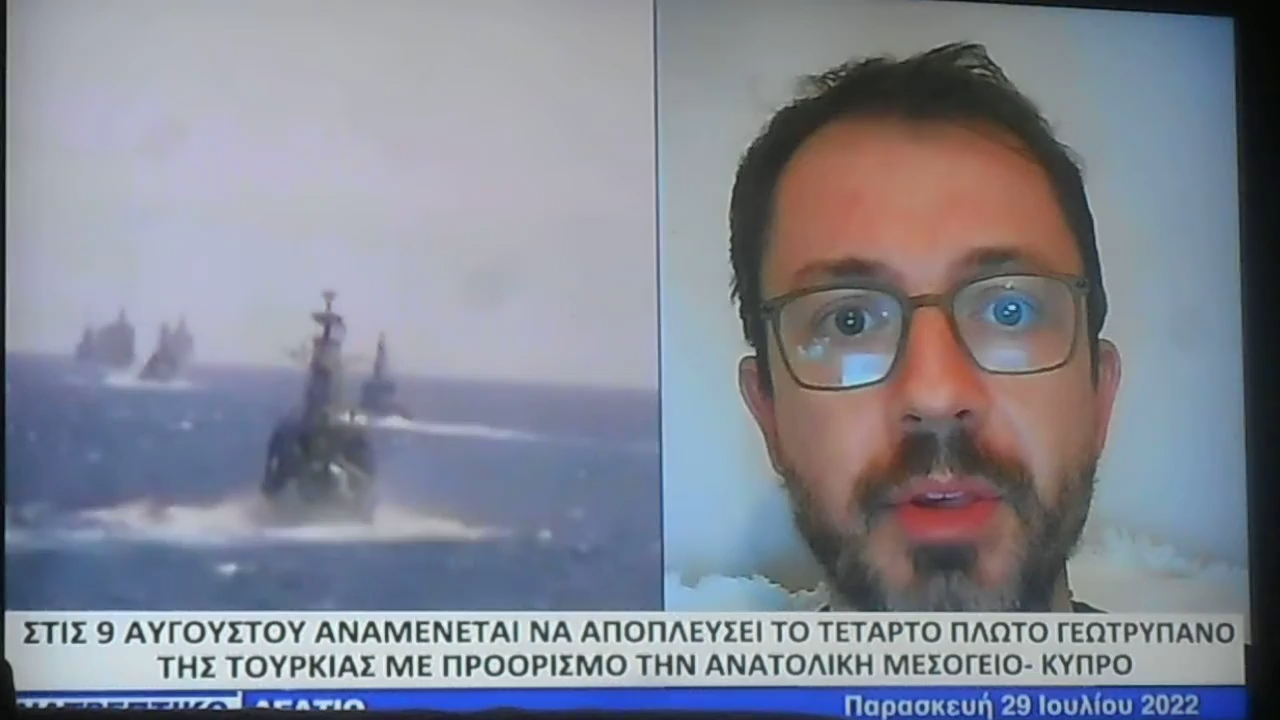 ΣΤΙΣ 9 ΑΥΓΟΥΣΤΟΥ ΑΝΑΜΕΝΕΤΑΙ ΝΑ ΑΠΟΠΛΕΥΣΕΙ ΤΟ ΤΕΤΑΡΤΟ ΠΛΩΤΟ ΓΕΩΤΡΥΠΑΝΟ
ΤΗΣ ΤΟΥΡΚΙΑΣ ΜΕ ΠΡΟΟΡΙΣΜΟ ΤΗΝ ΑΝΑΤΟΛΙΚΗ ΜΕΣΟΓΕΙΟ- ΚΥΠΡΟ
ΔΕΛΤΙΟ Παρασκευή 29 Ιουλίου 2022